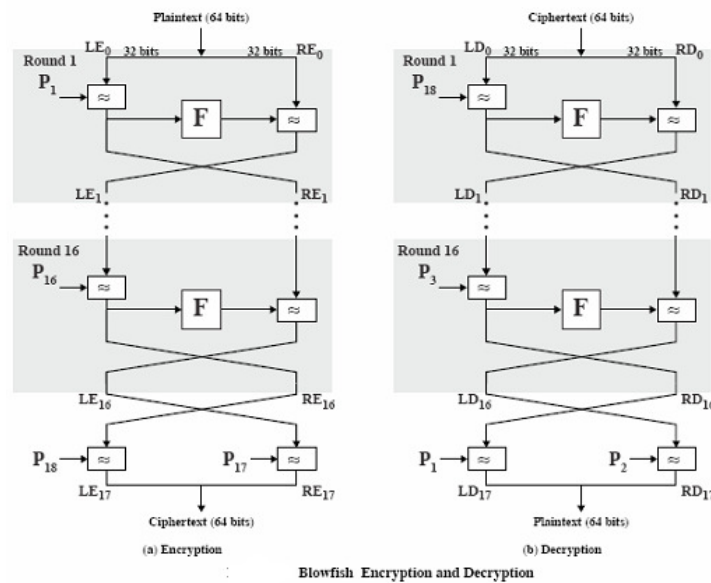 Plaintext (64 bits)
LE0 32 bits 32 bits RE0
Round 1
P1
≈
F
≈
LE1 RE1
Round 16
P16
≈
F
≈
LE16 RE16
P18 ≈ P17 ≈
LE17 RE17
Ciphertext (64 bits)
(a) Encryption
Ciphertext (64 bits)
LD0 32 bits 32 bits RD0
Round 1
P18
≈
F
≈
LD1 RD1
Round 16
P3
≈
F
≈
LD16 RD16
P1 ≈ P2 ≈
LD17 RD17
Plaintext (64 bits)
(b) Decryption
Blowfish Encryption and Decryption